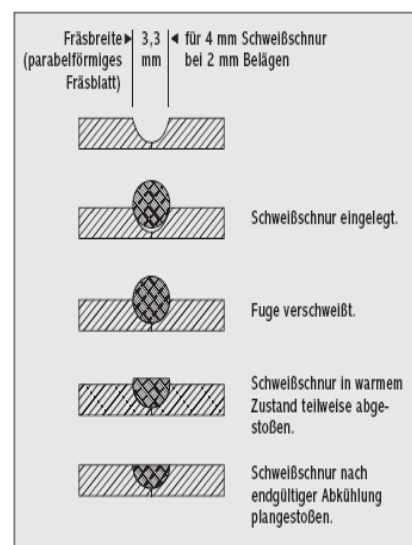 Fräsbreite 3,3 für 4 mm Schweißschnur
(parabelförmiges mm bei 2 mm Belägen
Fräsblatt)
Schweißschnur eingelegt.
Fuge verschweißt.
Schweißschnur in warmem
Zustand teilweise abge-
stoßen.
Schweißschnur nach
endgültiger Abkühlung
plangestoßen.